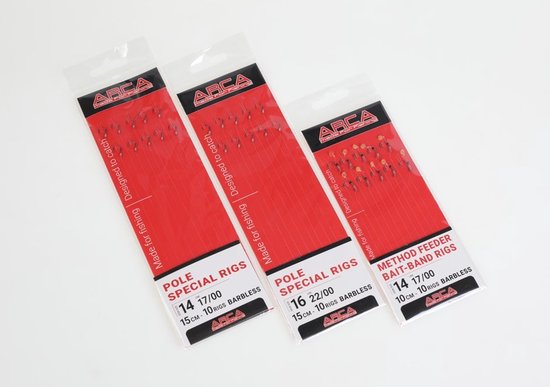 ARCA
Made for fishing Designed to catch
POLE
SPECIAL RIGS
14 17/00
15CM - 10 RIGS BARBLESS
ARCA
ARCA
Made for fishing Designed to catch
POLE
SPECIAL RIGS
16 22/00
15CM - 10 RIGS BARBLESS
ARCA
ARCA
Made for fishing Designed to catch
METHOD FEEDER
BAIT-BAND RIGS
14 17/00
10CM - 10 RIGS BARBLESS
ARCA